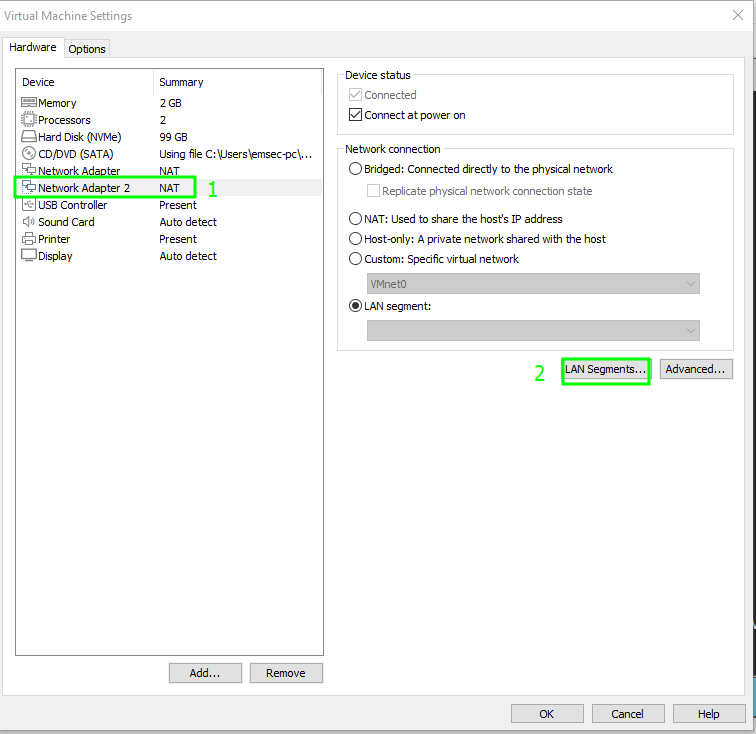 Virtual Machine Settings
Hardware
Options
Device Summary
Memory 2 GB
Processors 2
Hard Disk (NVMe) 99 GB
CD/DVD (SATA) Using file C:\Users\emsec-pc\...
Network Adapter NAT
Network Adapter 2 NAT 1
USB Controller Present
Sound Card Auto detect
Printer Present
Display Auto detect
Add...
Remove
Device status
Connected
Connect at power on
Network connection
Bridged: Connected directly to the physical network
Replicate physical network connection state
NAT: Used to share the host's IP address
Host-only: A private network shared with the host
Custom: Specific virtual network
VMnet0
LAN segment:
2 LAN Segments... Advanced...
OK Cancel Help